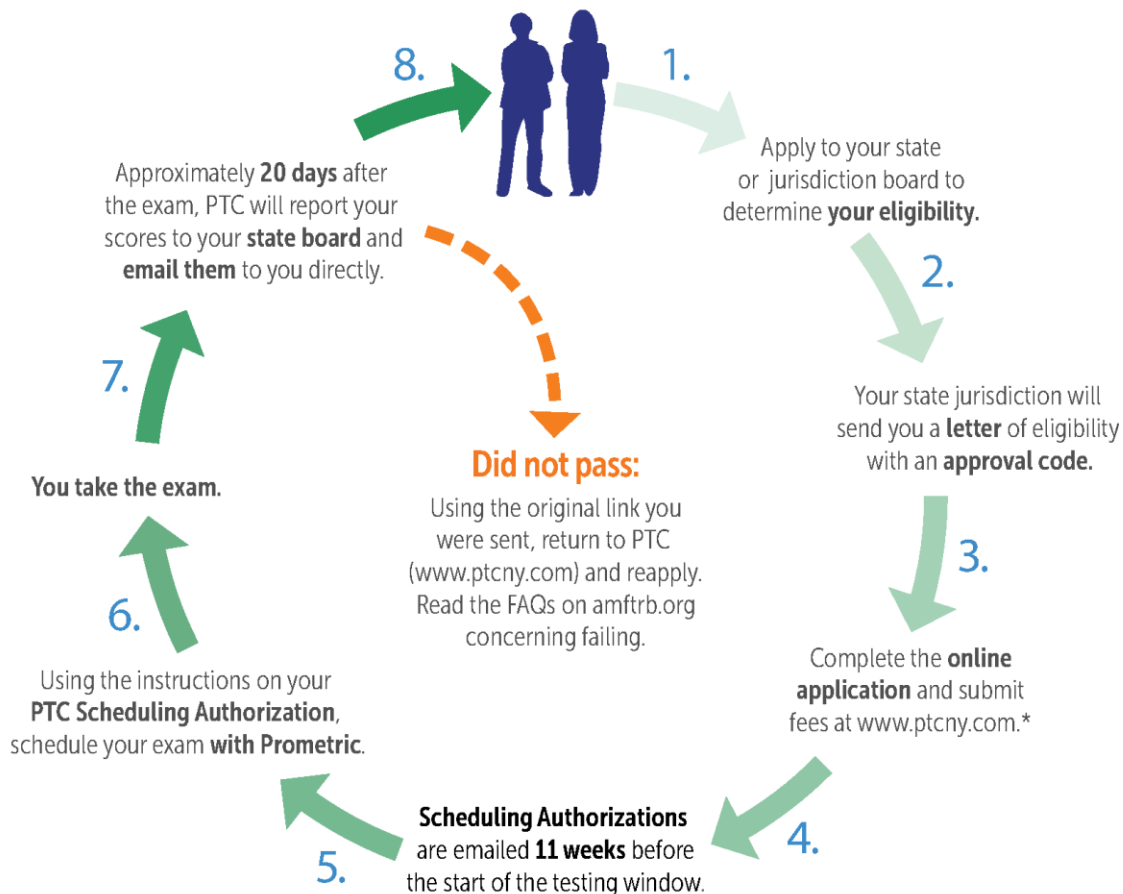 1.
Apply to your state
or jurisdiction board to
determine your eligibility.
2.
Your state jurisdiction will
send you a letter of eligibility
with an approval code.
3.
Complete the online
application and submit
fees at www.ptcny.com.*
4.
Scheduling Authorizations
are emailed 11 weeks before
the start of the testing window.
5.
Using the instructions on your
PTC Scheduling Authorization,
schedule your exam with Prometric.
6.
You take the exam.
7.
Approximately 20 days after
the exam, PTC will report your
scores to your state board and
email them to you directly.
8.
Did not pass:
Using the original link you
were sent, return to PTC
(www.ptcny.com) and reapply.
Read the FAQs on amftrb.org
concerning failing.